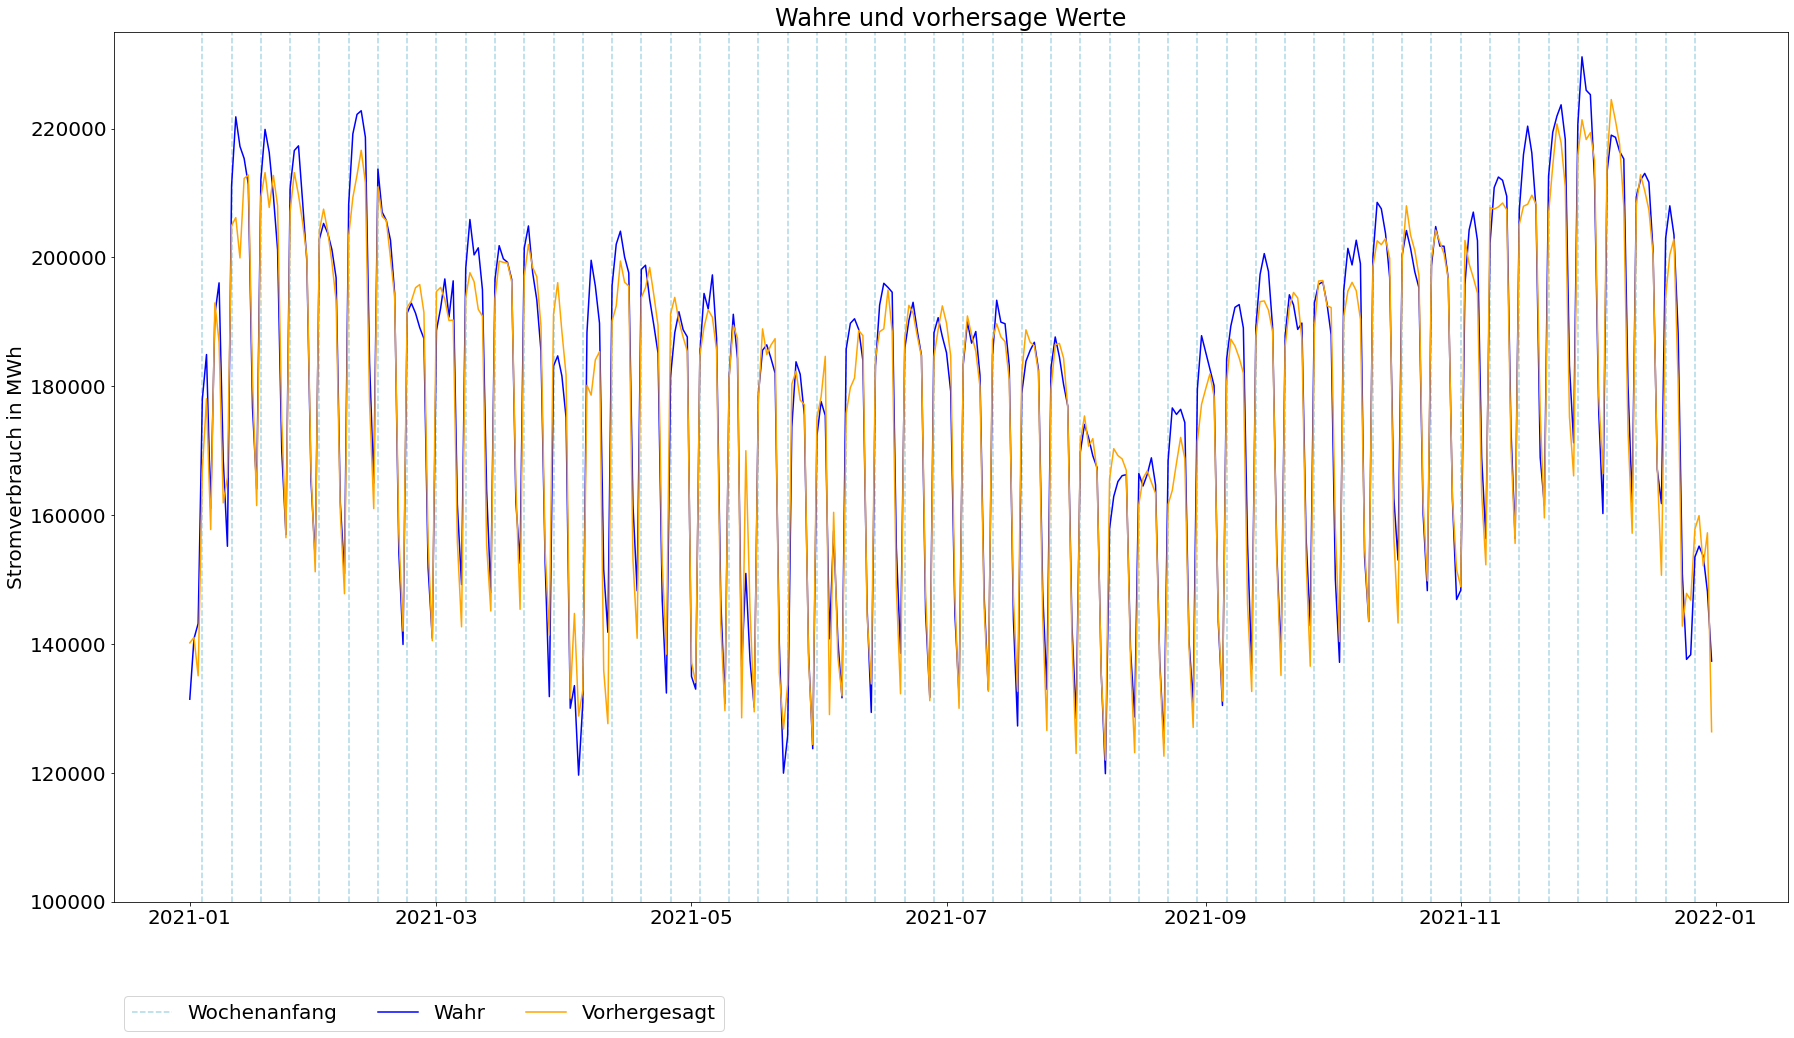 Wahre und vorhersage Werte
Stromverbrauch in MWh
220000
200000
180000
160000
140000
120000
100000
2021-01 2021-03 2021-05 2021-07 2021-09 2021-11 2022-01
Wochenanfang Wahr Vorhergesagt